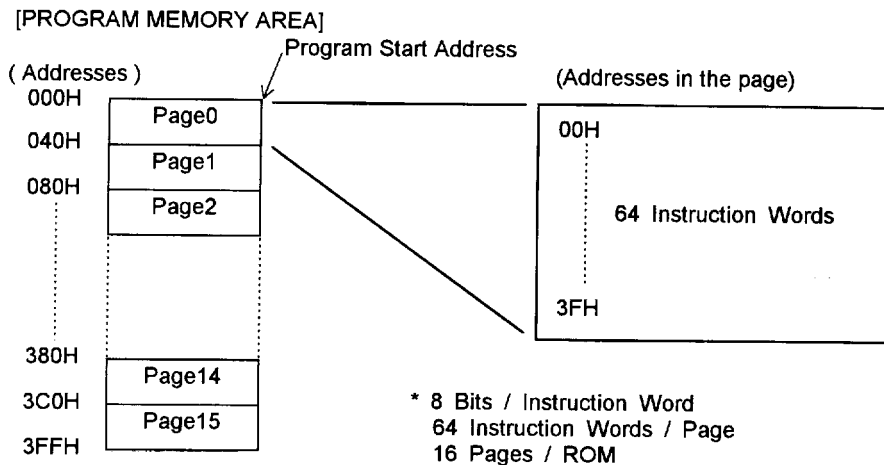 [PROGRAM MEMORY AREA]
Program Start Address
( Addresses )
(Addresses in the page)
000H
Page0
00H
040H
Page1
080H
Page2
64 Instruction Words
3FH
380H
Page14
3C0H
Page15
3FFH
* 8 Bits / Instruction Word
64 Instruction Words / Page
16 Pages / ROM